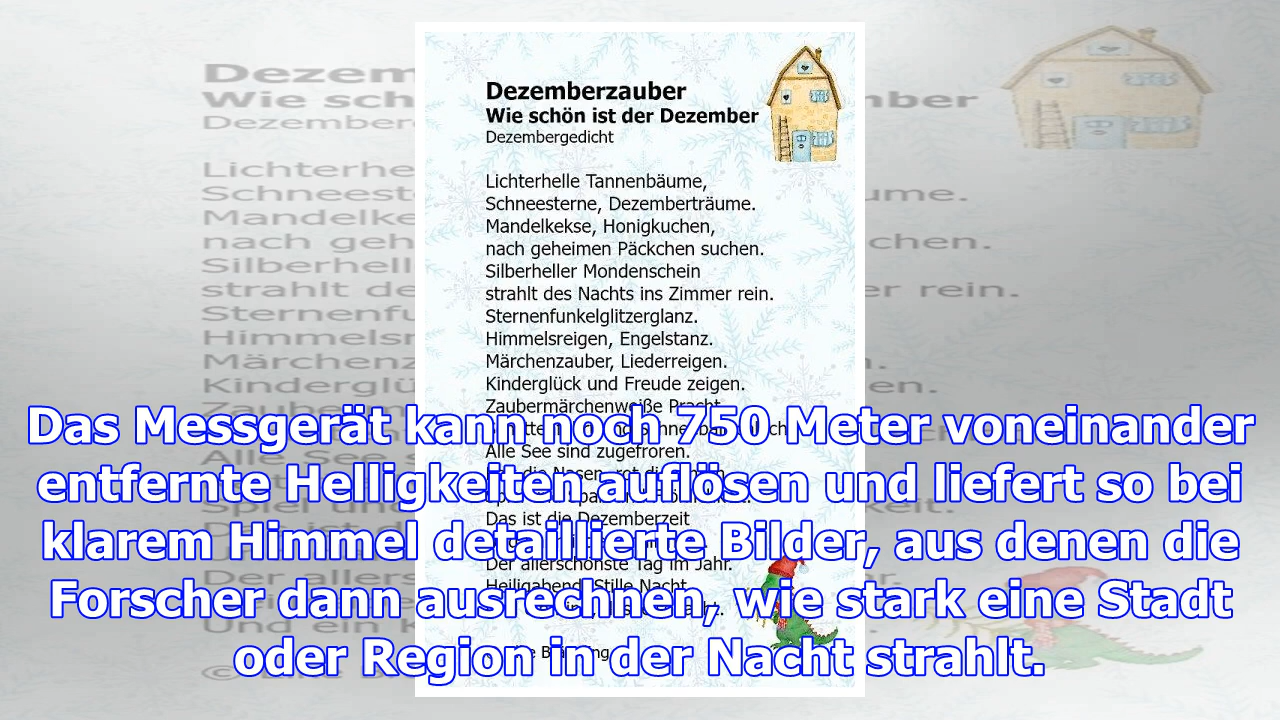 Dezemberzauber
Wie schön ist der Dezember
Dezembergedicht
Lichterhelle Tannenbäume,
Schneesterne, Dezemberträume.
Mandelkekse, Honigkuchen,
nach geheimen Päckchen suchen.
Silberheller Mondenschein
strahlt des Nachts ins Zimmer rein.
Sternenfunkelglitzerglanz.
Himmelsreigen, Engelstanz.
Märchenzauber, Liederreigen.
Kinderglück und Freude zeigen.
Zaubermärchenweiße Pracht
Alle See sind zugefroren.
Das ist die Dezemberzeit
Der allerschönste Tag im Jahr.
Heiligabend, Stille Nacht
Das Messgerät kann noch 750 Meter voneinander
entfernte Helligkeiten auflösen und liefert so bei
klarem Himmel detaillierte Bilder, aus denen die
Forscher dann ausrechnen, wie stark eine Stadt
oder Region in der Nacht strahlt.